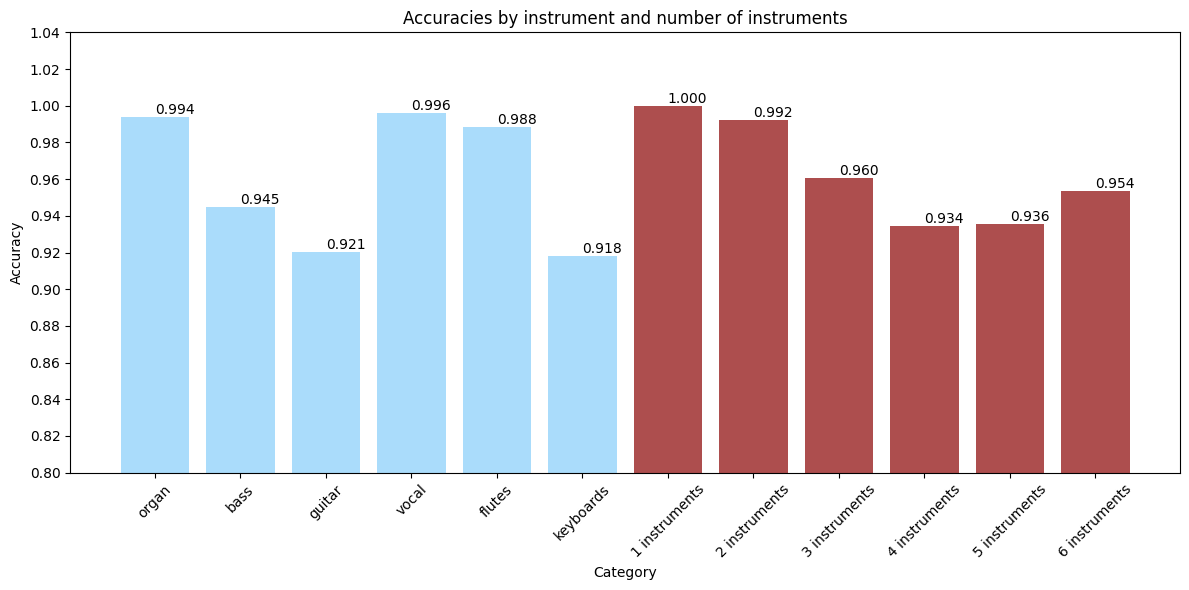 Accuracies by instrument and number of instruments
Accuracy
1.04
1.02
1.00
0.98
0.96
0.94
0.92
0.90
0.88
0.86
0.84
0.82
0.80
0.994
0.945
0.921
0.996
0.988
0.918
1.000
0.992
0.960
0.934
0.936
0.954
organ
bass
guitar
vocal
flutes
keyboards
1 instruments
2 instruments
3 instruments
4 instruments
5 instruments
6 instruments
Category